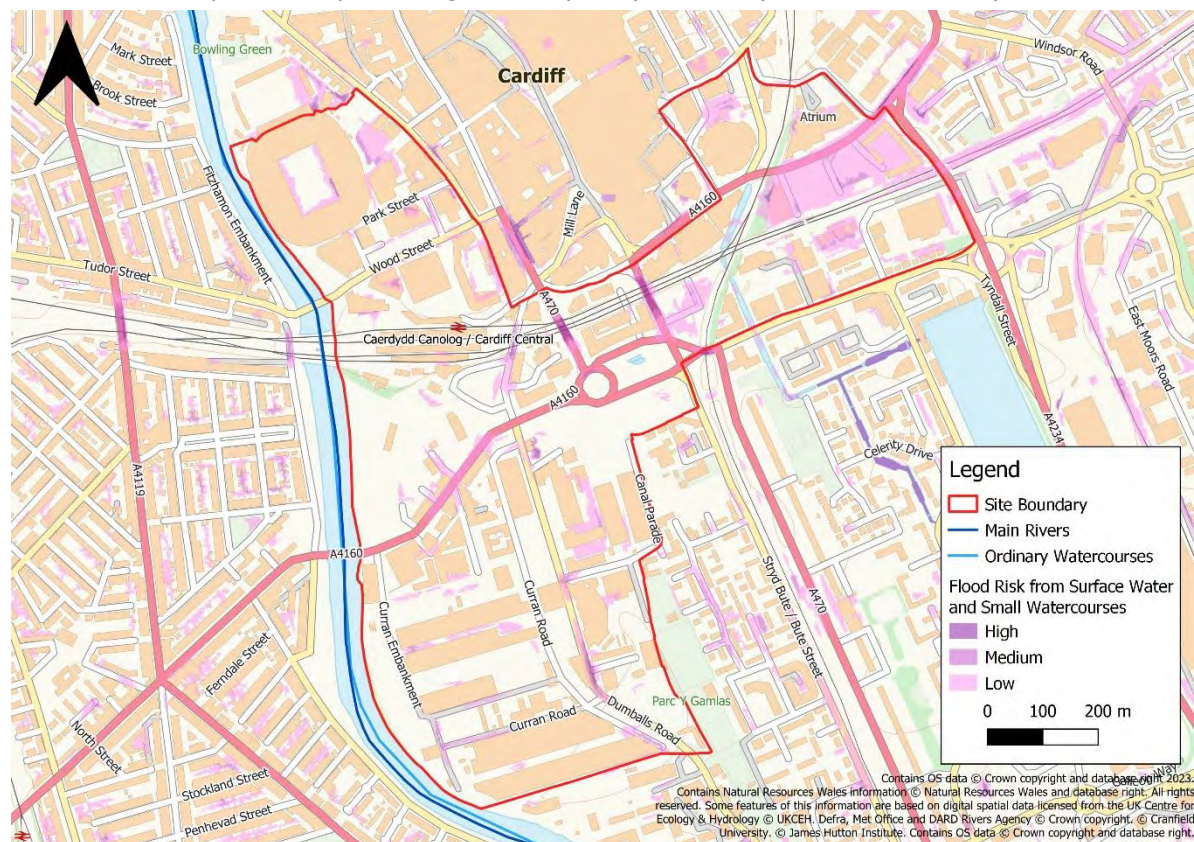 Bowling Green
Mark Street
Brook Street
Cardiff
Windsor Road
Atrium
Fitzhamon Embankment
Park Street
Mill Lane
A4160
Wood Street
Tudor Street
A470
Tyndall Street
East Moors Road
Caerdydd Canolog / Cardiff Central
A4160
A4119
Canal Parade
Celerity Drive
A4234
A4160
Curran Embankment
Curran Road
Stryd Bute / Bute Street
A470
Ferndale Street
Parc Y Gamlas
Curran Road
Dumballs Road
North Street
Stockland Street
Penhevad Street
Legend
Site Boundary
Main Rivers
Ordinary Watercourses
Flood Risk from Surface Water
and Small Watercourses
High
Medium
Low
0 100 200 m
Contains OS data © Crown copyright and database right 2023.
Contains Natural Resources Wales information © Natural Resources Wales and database right. All rights
reserved. Some features of this information are based on digital spatial data licensed from the UK Centre for
Ecology & Hydrology © UKCEH. Defra, Met Office and DARD Rivers Agency © Crown copyright. © Cranfield
University. © James Hutton Institute. Contains OS data © Crown copyright and database right.